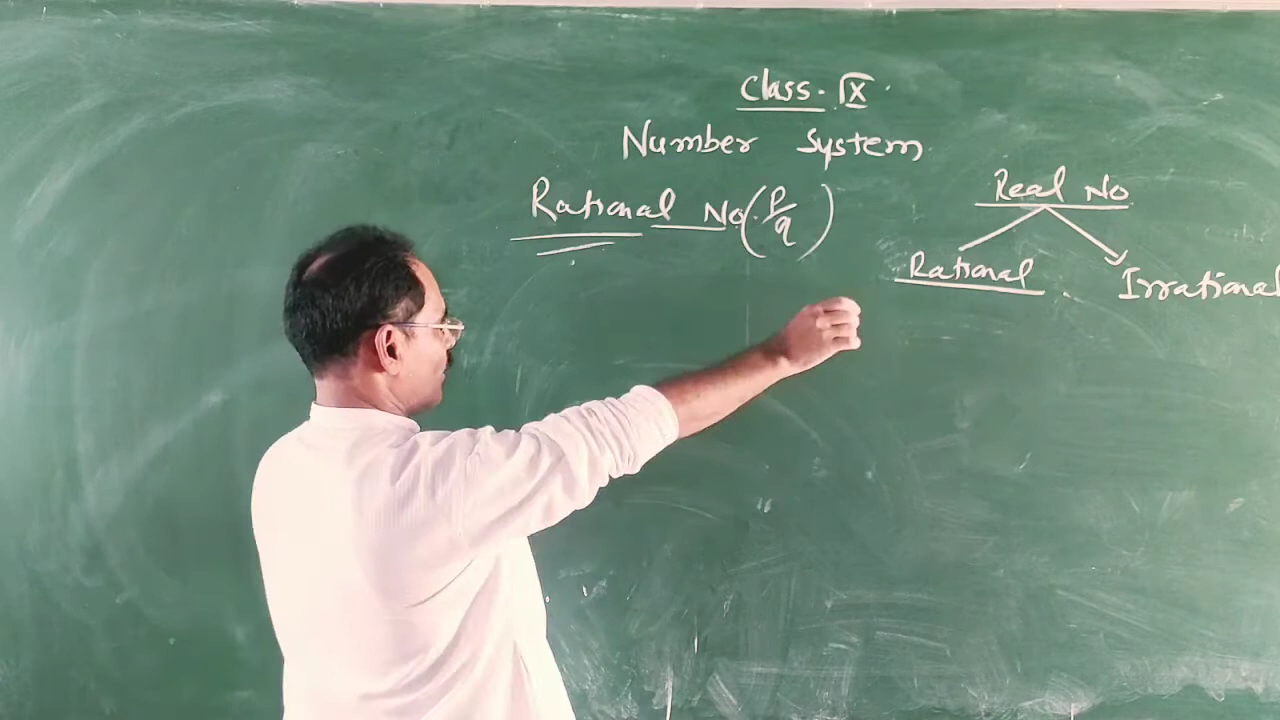 Class. IX.
Number System
Rational No. (P/q)
Real No
Rational
Irrational